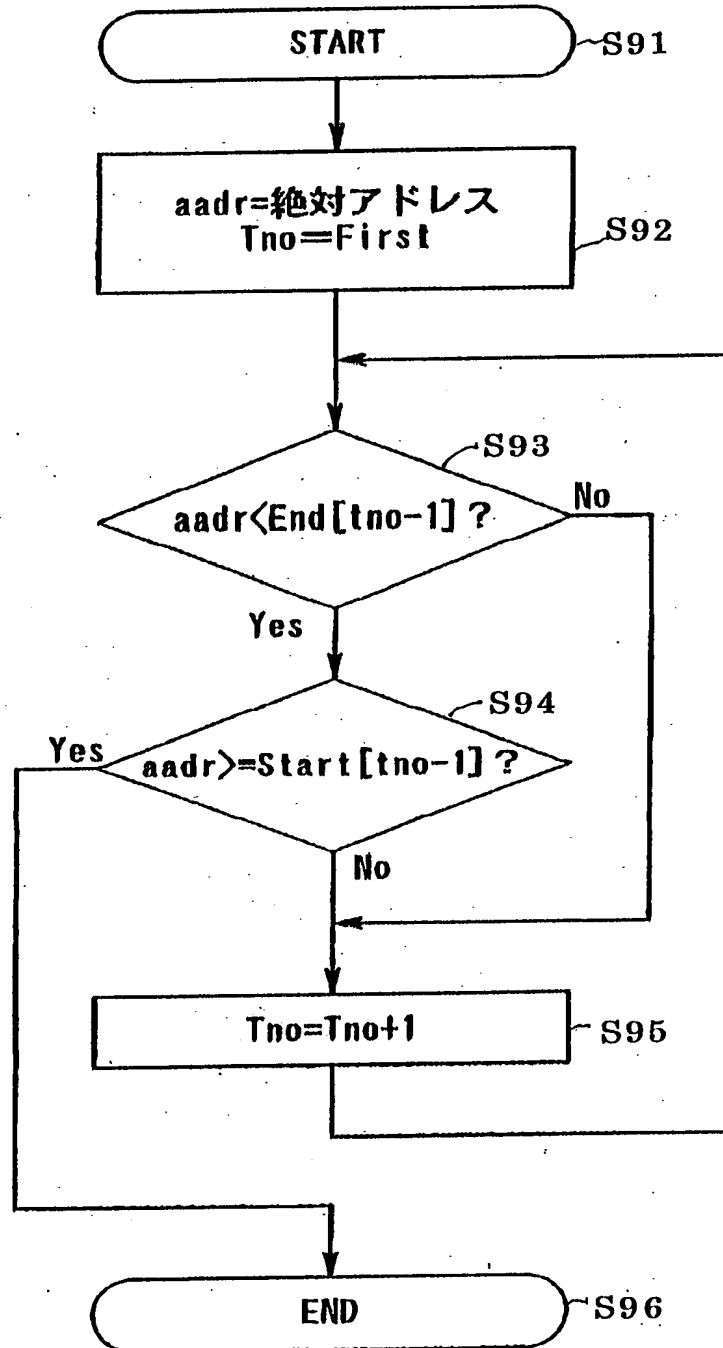 START
S91
aadr=絶対アドレス
Tno=First
S92
S93
aadr<End[tno-1]?
No
Yes
S94
Yes
aadr>=Start[tno-1]?
No
Tno=Tno+1
S95
END
S96